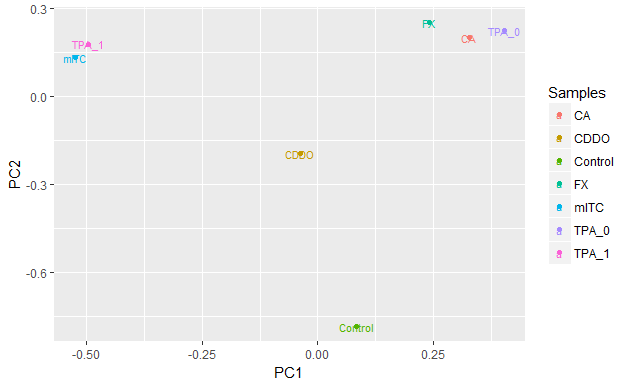 0.3
0.0
-0.3
-0.6
PC2
TPA_1
mITC
FX
CA
TPA_0
CDDO
Control
-0.50
-0.25
0.00
0.25
PC1
Samples
a CA
a CDDO
a Control
a FX
a mITC
a TPA_0
a TPA_1